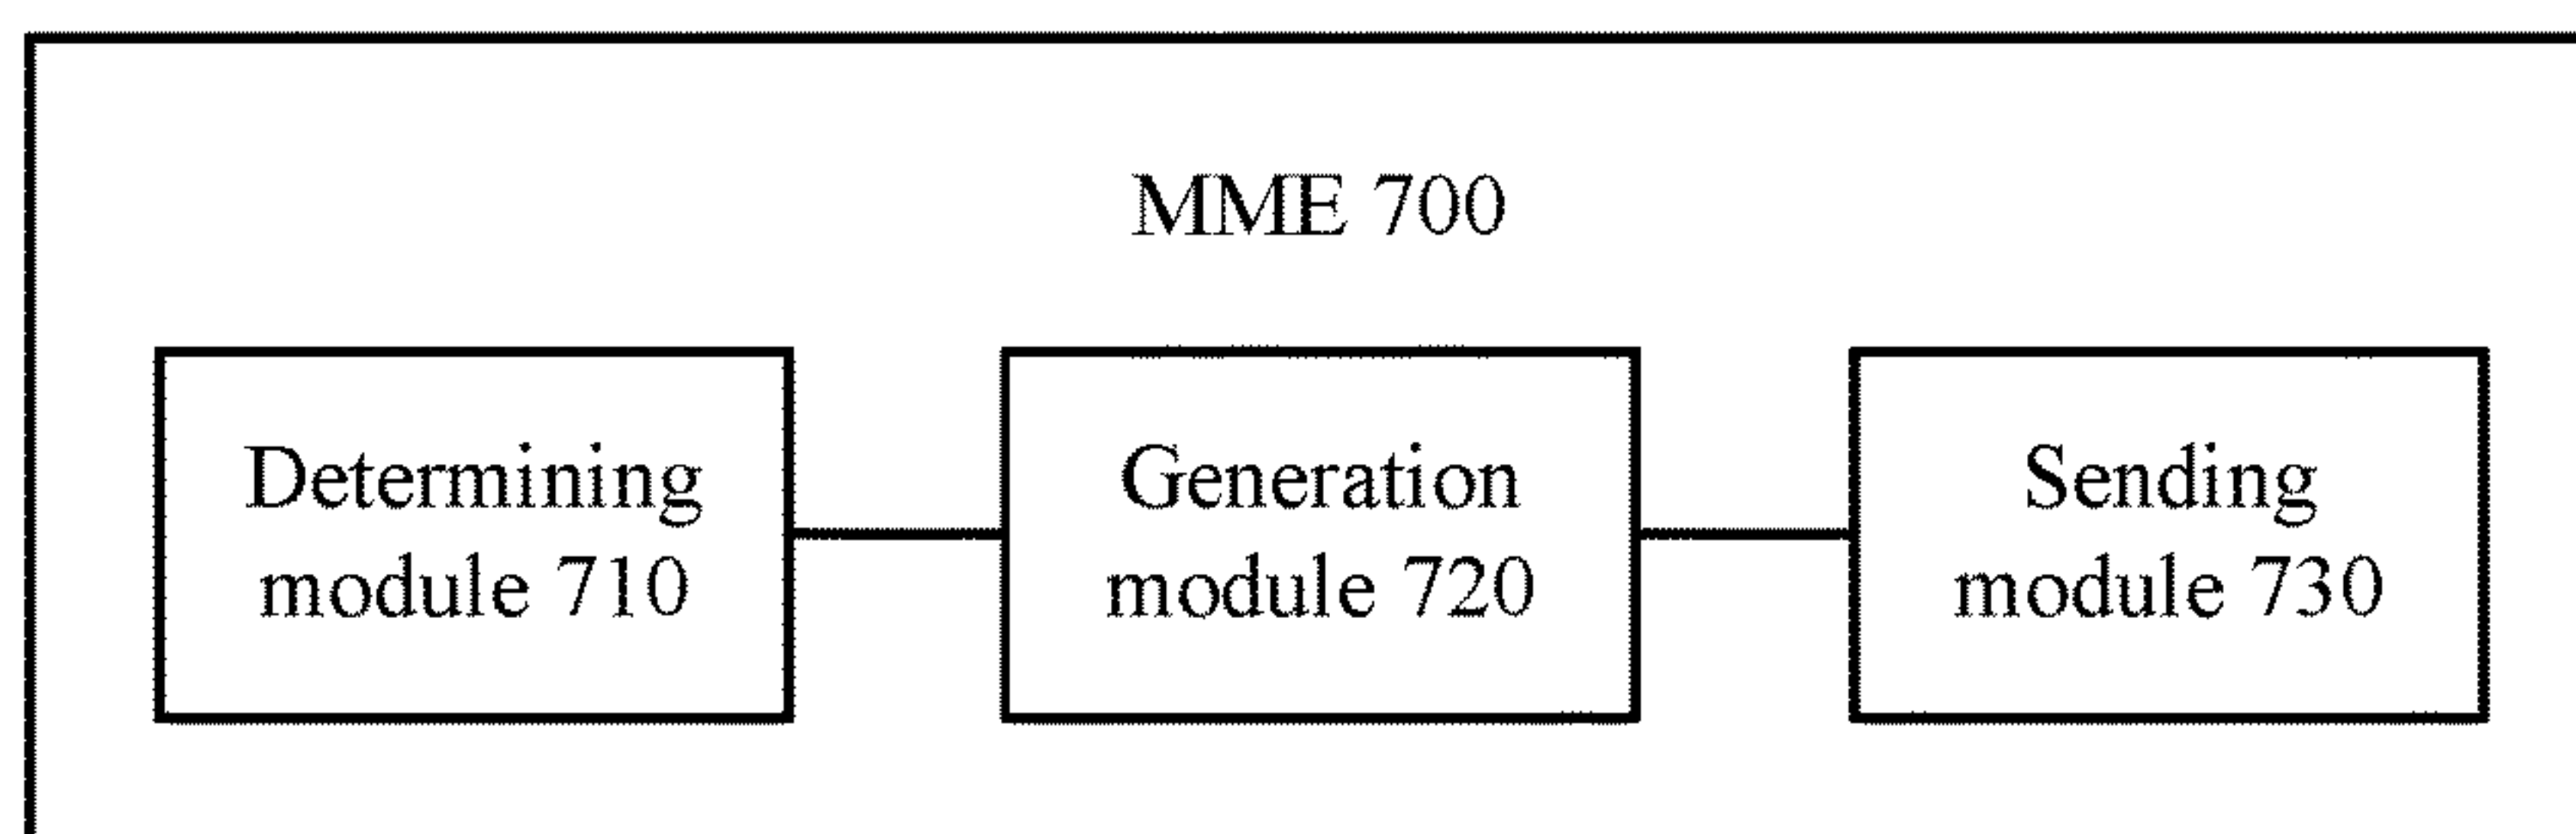 MME 700
Determining
module 710
Generation
module 720
Sending
module 730